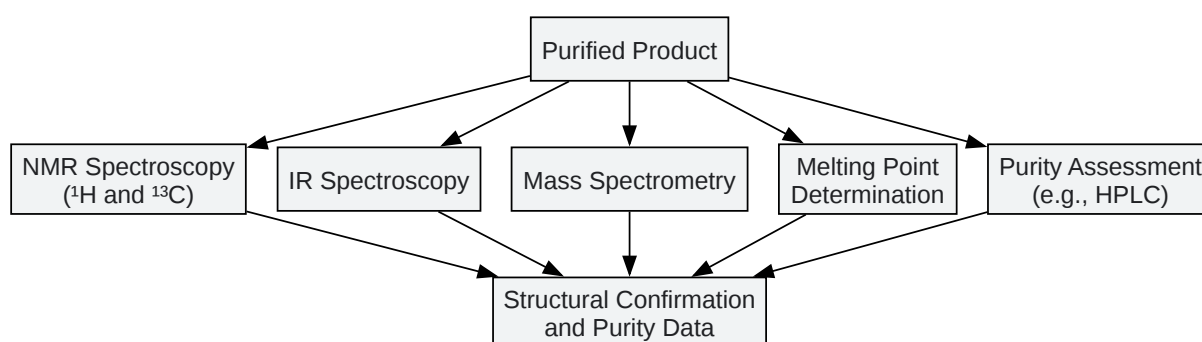 Purified Product
NMR Spectroscopy
(¹H and ¹³C)
IR Spectroscopy
Mass Spectrometry
Melting Point
Determination
Purity Assessment
(e.g., HPLC)
Structural Confirmation
and Purity Data